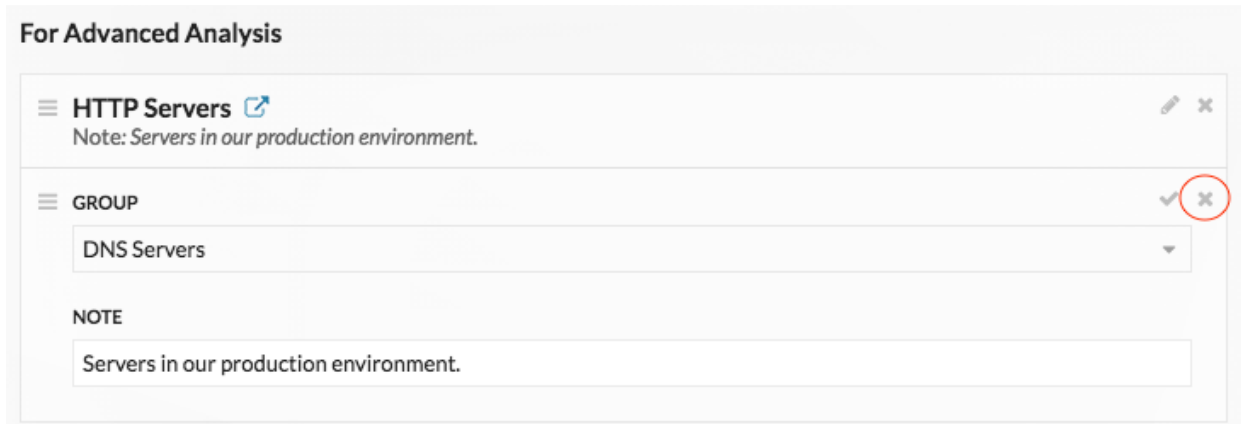 For Advanced Analysis
HTTP Servers
Note: Servers in our production environment.
GROUP
DNS Servers
NOTE
Servers in our production environment.